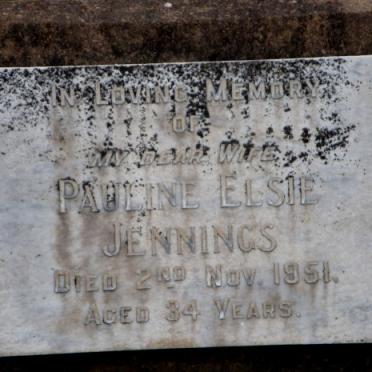 In Loving Memory
OF
MY DEAR WIFE
PAULINE ELSIE
JENNINGS
DIED 2ND NOV. 1951.
AGED 34 YEARS.